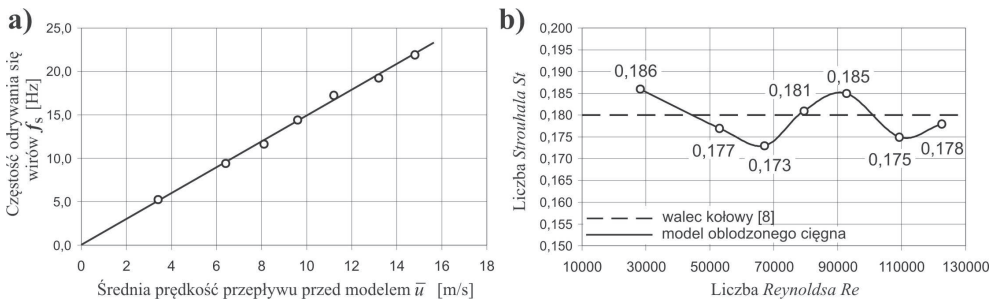 a)
Częstość odrywania się
wirów fs [Hz]
25,0
20,0
15,0
10,0
5,0
0,0
0 2 4 6 8 10 12 14 16 18
Średnia prędkość przepływu przed modelem u̅ [m/s]
b)
Liczba Strouhala St
0,200
0,195
0,190
0,185
0,180
0,175
0,170
0,165
0,160
0,155
0,150
0,186
0,177
0,173
0,181
0,185
0,175
0,178
walec kołowy [8]
model oblodzonego cięgna
10000 30000 50000 70000 90000 110000 130000
Liczba Reynoldsa Re